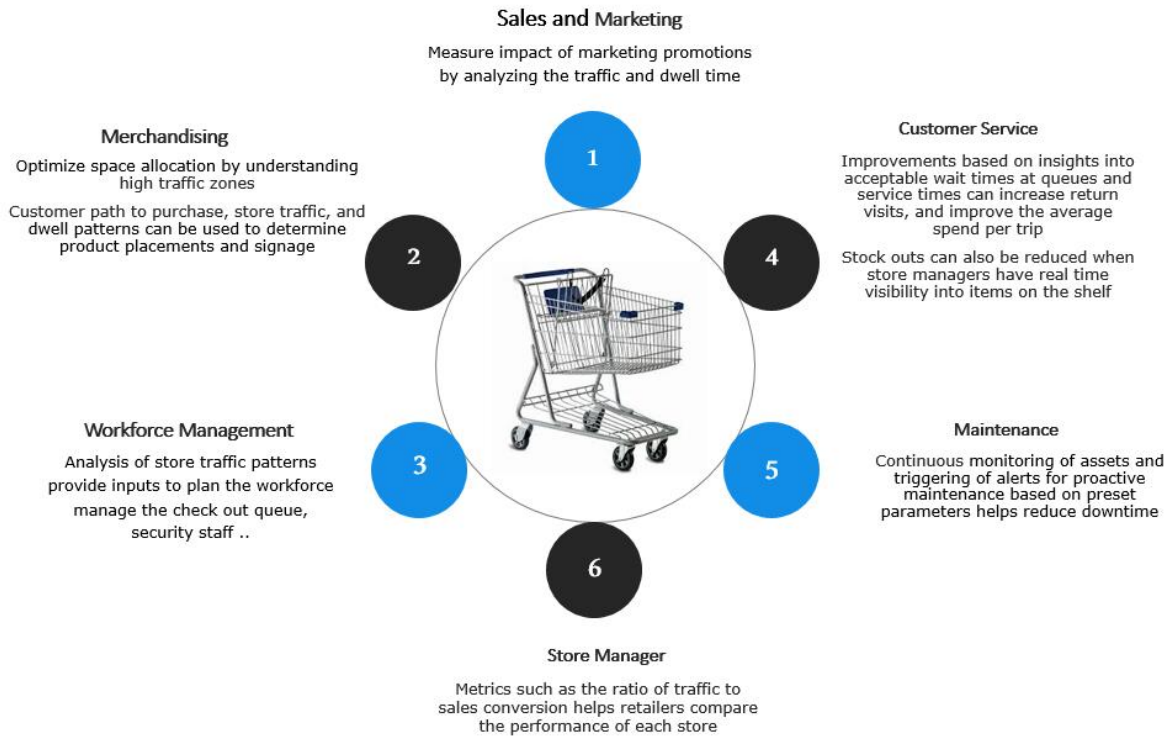 Sales and Marketing
Measure impact of marketing promotions
by analyzing the traffic and dwell time
1
Merchandising
Optimize space allocation by understanding
high traffic zones
Customer path to purchase, store traffic, and
dwell patterns can be used to determine
product placements and signage
2
Workforce Management
Analysis of store traffic patterns
provide inputs to plan the workforce
manage the check out queue,
security staff ..
3
Customer Service
Improvements based on insights into
acceptable wait times at queues and
service times can increase return
visits, and improve the average
spend per trip
Stock outs can also be reduced when
store managers have real time
visibility into items on the shelf
4
Maintenance
Continuous monitoring of assets and
triggering of alerts for proactive
maintenance based on preset
parameters helps reduce downtime
5
6
Store Manager
Metrics such as the ratio of traffic to
sales conversion helps retailers compare
the performance of each store